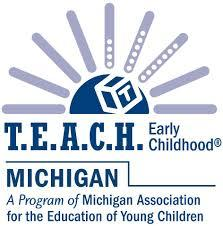 T
T.E.A.C.H. Early Childhood®
MICHIGAN
A Program of Michigan Association
for the Education of Young Children